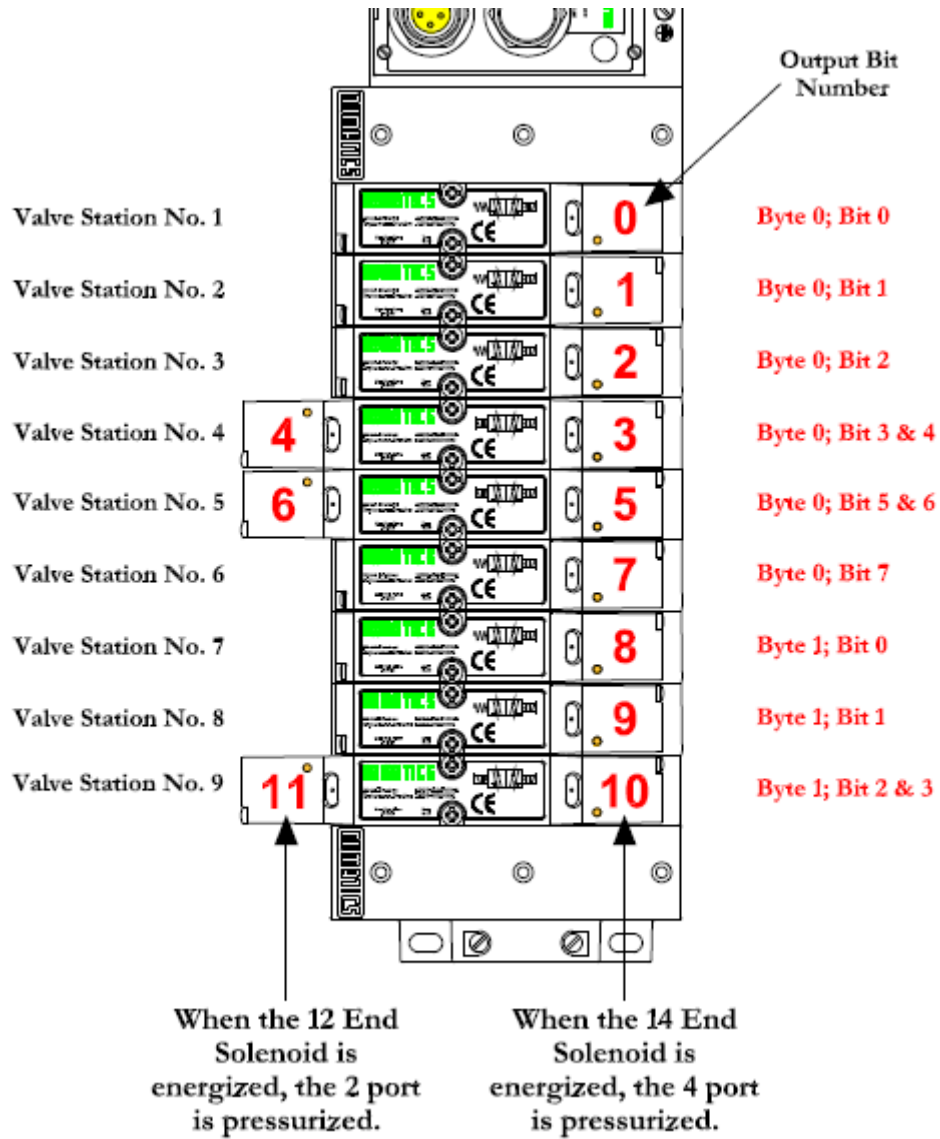 Output Bit
Number
Valve Station No. 1
0
Byte 0; Bit 0
Valve Station No. 2
1
Byte 0; Bit 1
Valve Station No. 3
2
Byte 0; Bit 2
Valve Station No. 4
4
3
Byte 0; Bit 3 & 4
Valve Station No. 5
6
5
Byte 0; Bit 5 & 6
Valve Station No. 6
7
Byte 0; Bit 7
Valve Station No. 7
8
Byte 1; Bit 0
Valve Station No. 8
9
Byte 1; Bit 1
Valve Station No. 9
11
10
Byte 1; Bit 2 & 3
When the 12 End
Solenoid is
energized, the 2 port
is pressurized.
When the 14 End
Solenoid is
energized, the 4 port
is pressurized.